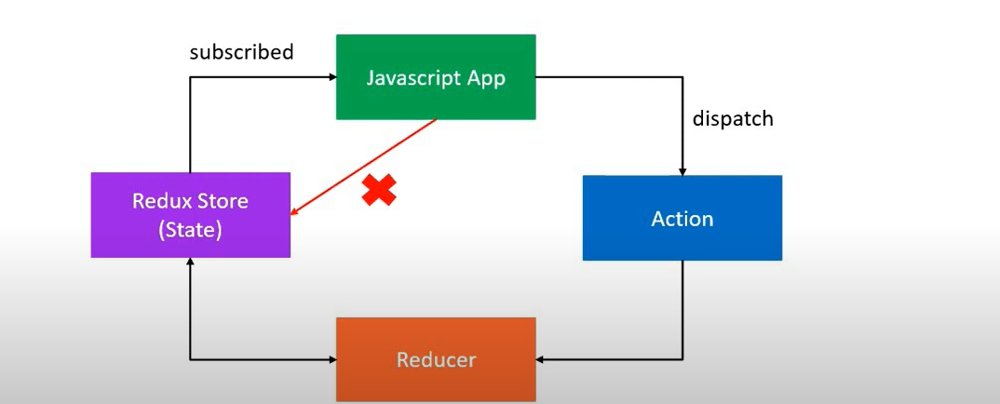 subscribed
Javascript App
dispatch
Redux Store
(State)
Action
Reducer